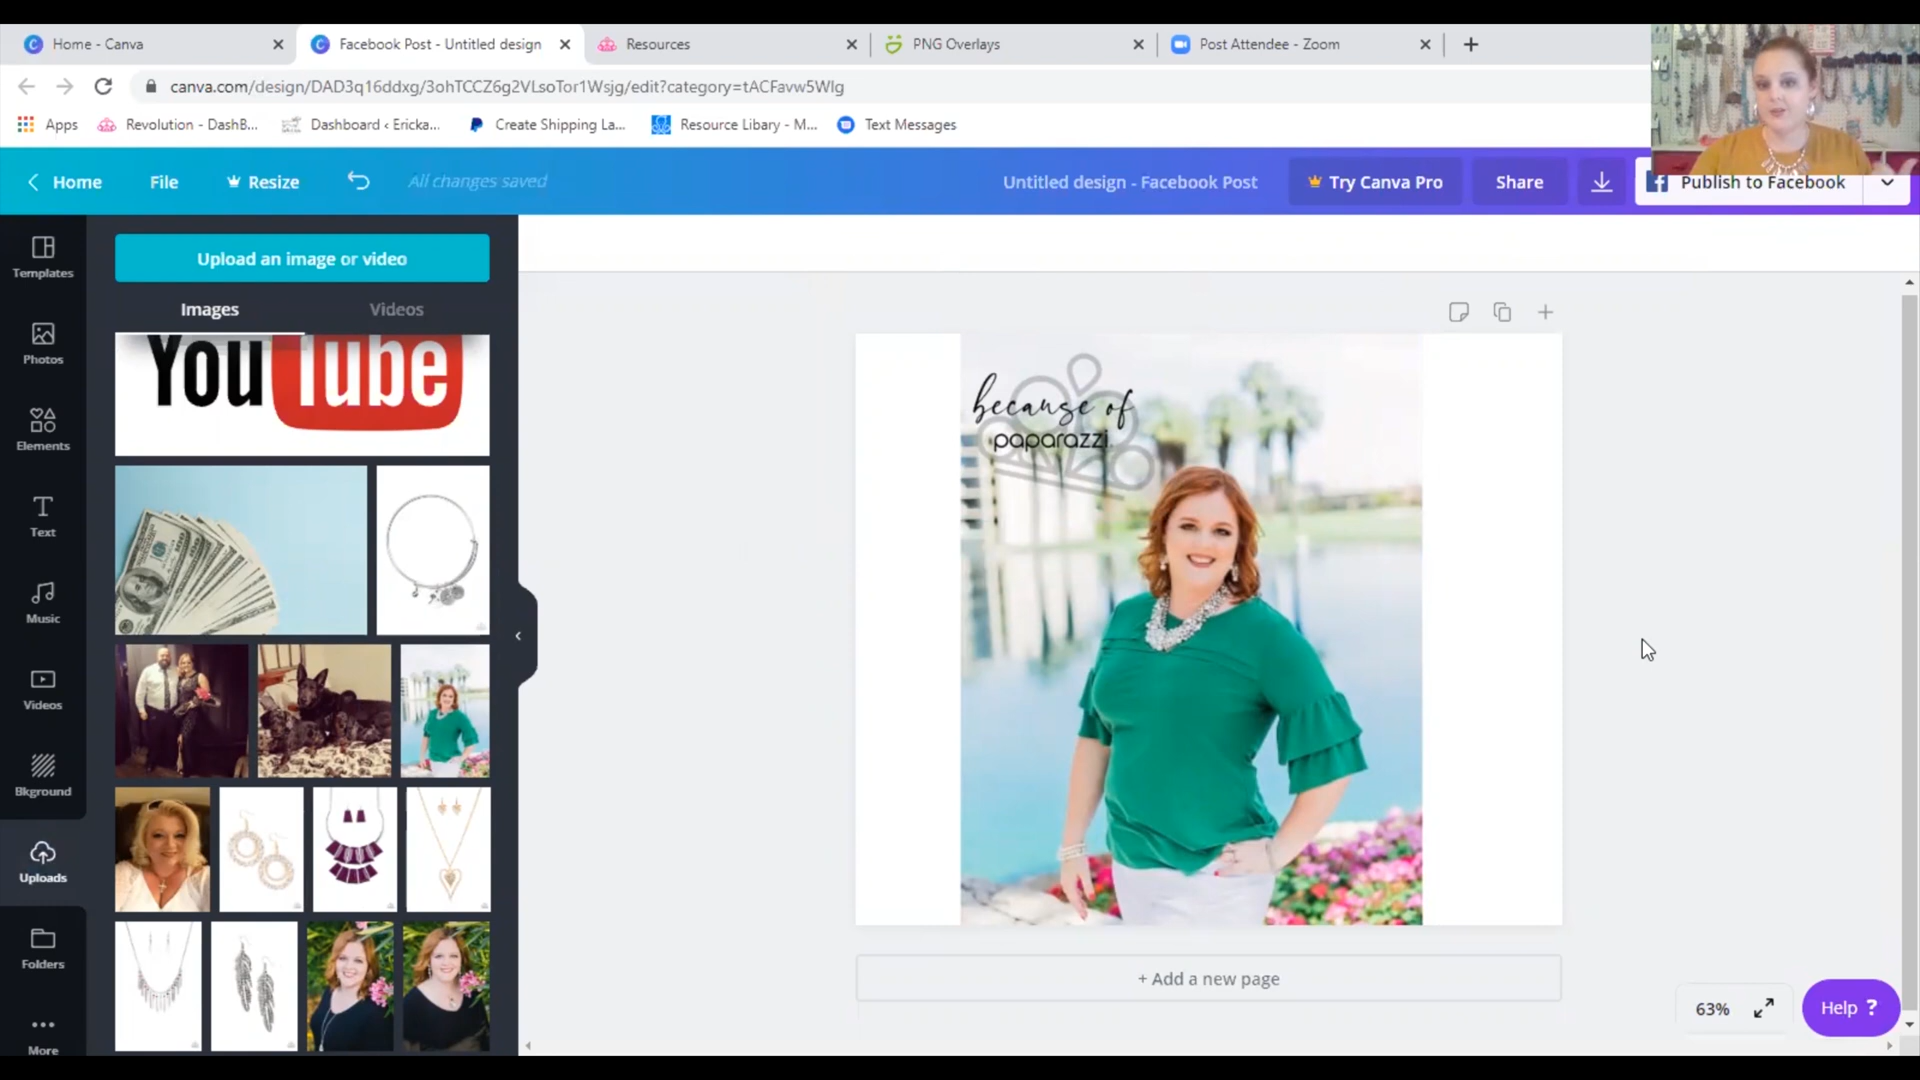 Home - Canva
Facebook Post - Untitled design
Resources
PNG Overlays
Post Attendee - Zoom
canva.com/design/DAD3q16ddxg/3ohTCCZ6g2VLsoTor1Wsjg/edit?category=tACFavw5WIg
Apps
Revolution - DashB...
Dashboard ‹ Ericka...
Create Shipping La...
Resource Libary - M...
Text Messages
Home
File
Resize
All changes saved
Untitled design - Facebook Post
Try Canva Pro
Share
Publish to Facebook
Templates
Photos
Elements
Text
Music
Videos
Bkground
Uploads
Folders
More
Upload an image or video
Images
Videos
YouTube
because of
paparazzi
+ Add a new page
63%
Help ?